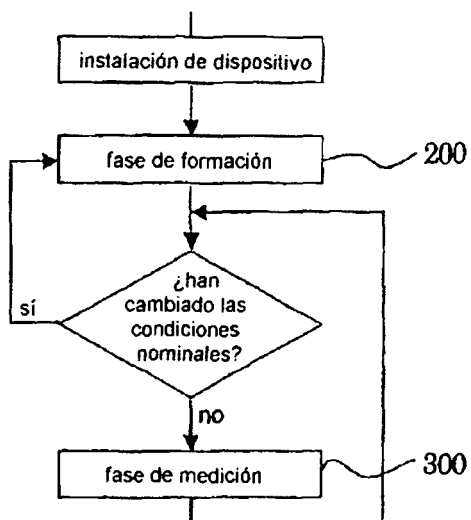 instalación de dispositivo
fase de formación
200
¿han
cambiado las
condiciones
nominales?
sí
no
fase de medición
300